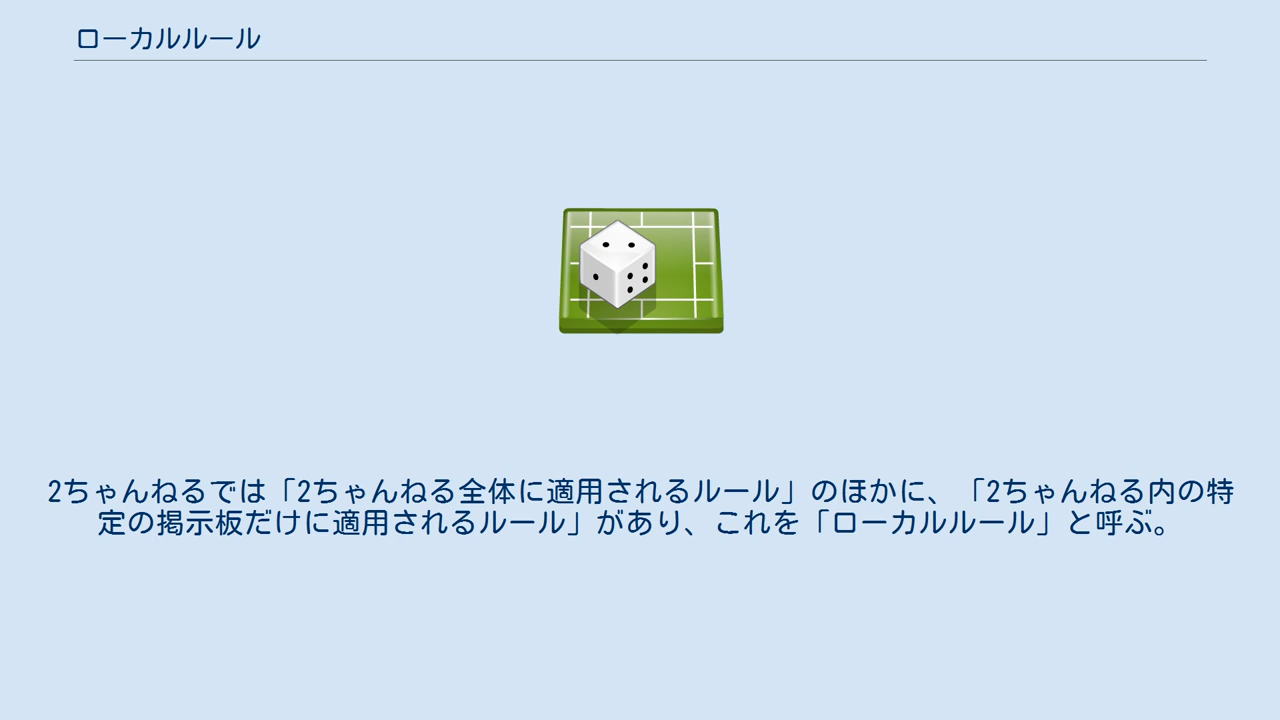 ローカルルール
2ちゃんねるでは「2ちゃんねる全体に適用されるルール」のほかに、「2ちゃんねる内の特
定の掲示板だけに適用されるルール」があり、これを「ローカルルール」と呼ぶ。